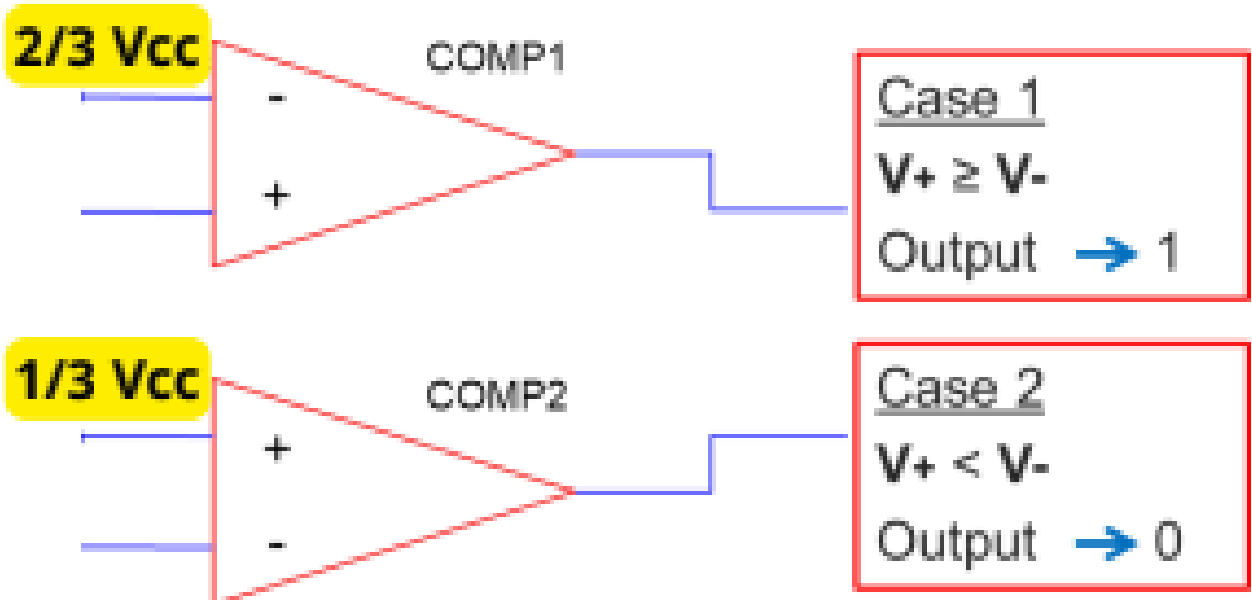 2/3 Vcc
COMP1
-
+
Case 1
V+ ≥ V-
Output → 1
1/3 Vcc
COMP2
+
-
Case 2
V+ < V-
Output → 0